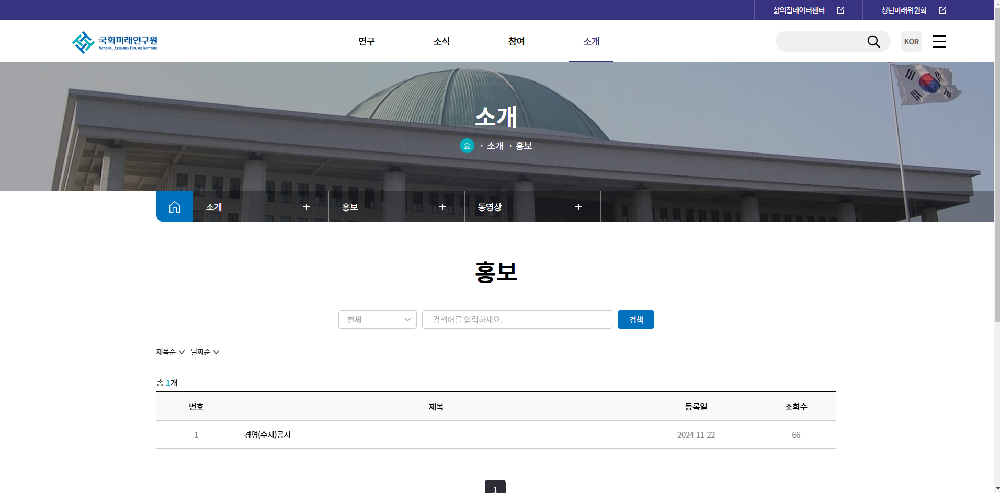 삶의질데이터센터
청년미래위원회
국회미래연구원
NATIONAL ASSEMBLY FUTURES INSTITUTE
연구
소식
참여
소개
KOR
소개
· 소개 · 홍보
소개
홍보
동영상
홍보
전체
검색어를 입력하세요.
검색
제목순
날짜순
총 1개
번호 제목 등록일 조회수
1 경영(수시)공시 2024-11-22 66
1